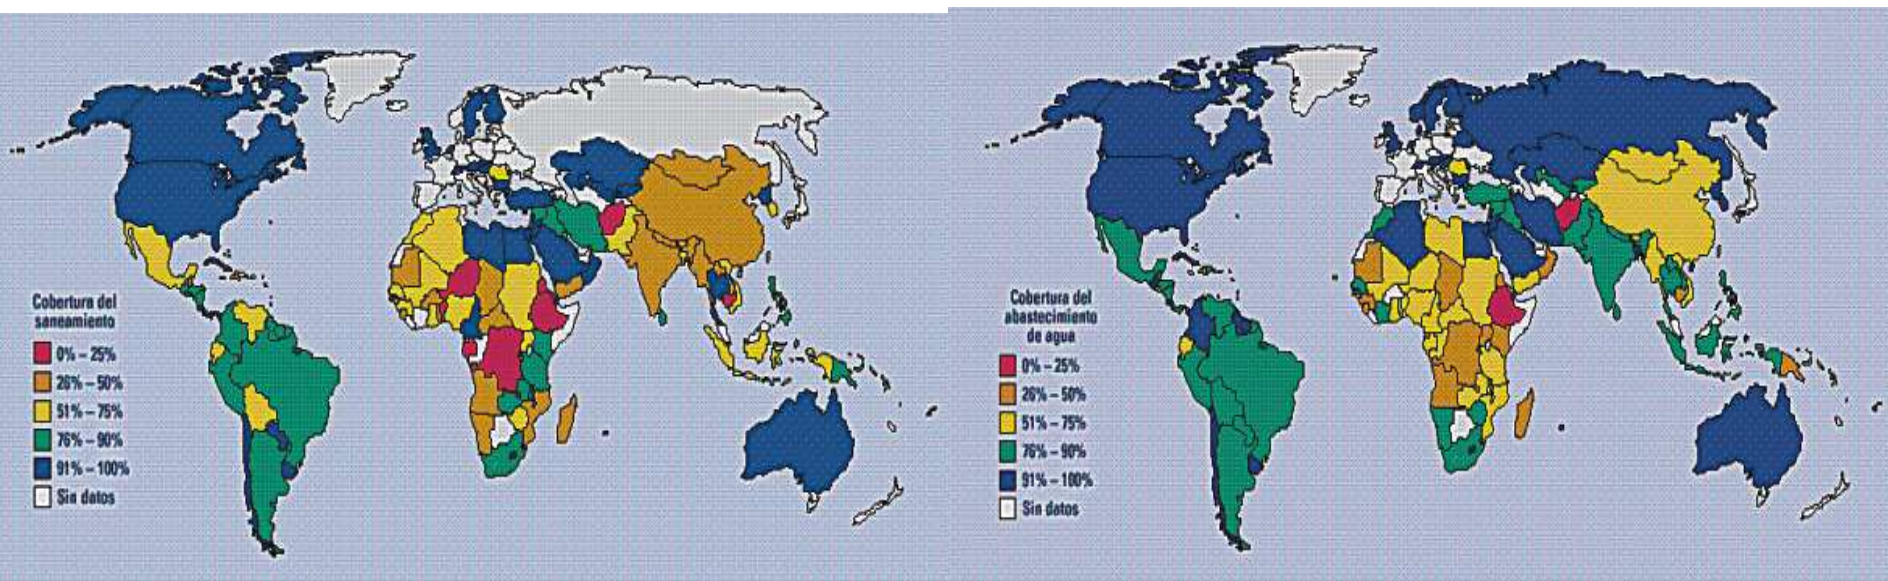 Cobertura del
saneamiento
0% – 25%
26% – 50%
51% – 75%
76% – 90%
91% – 100%
Sin datos
Cobertura del
abastecimiento
de agua
0% – 25%
26% – 50%
51% – 75%
76% – 90%
91% – 100%
Sin datos